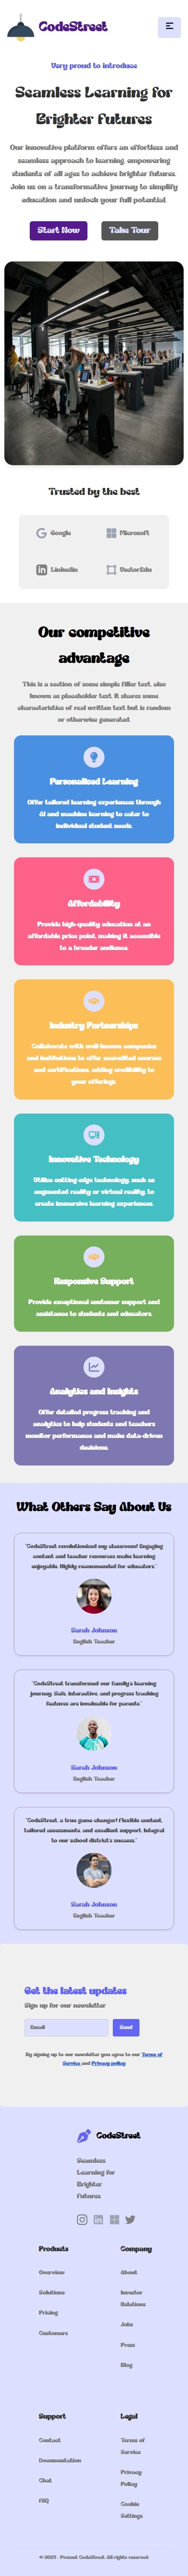 CodeStreet
Very proud to introduce
Seamless Learning for
Brighter Futures
Our innovative platform offers an effortless and
seamless approach to learning, empowering
students of all ages to achieve brighter futures.
Join us on a transformative journey to simplify
education and unlock your full potential.
Start Now
Take Tour
Trusted by the best
Google
Microsoft
Linkedin
VectorEdu
Our competitive
advantage
This is a section of some simple filler text, also
known as placeholder text. It shares some
characteristics of real written text but is random
or otherwise generated.
Personalized Learning
Offer tailored learning experiences through
AI and machine learning to cater to
individual student needs.
Affordability
Provide high-quality education at an
affordable price point, making it accessible
to a broader audience.
Industry Partnerships
Collaborate with well-known companies
and institutions to offer accredited courses
and certifications, adding credibility to
your offerings.
Innovative Technology
Utilize cutting-edge technology, such as
augmented reality or virtual reality, to
create immersive learning experiences.
Responsive Support
Provide exceptional customer support and
assistance to students and educators.
Analytics and Insights
Offer detailed progress tracking and
analytics to help students and teachers
monitor performance and make data-driven
decisions.
What Others Say About Us
"CodeStreet revolutionized my classroom! Engaging
content and teacher resources make learning
enjoyable. Highly recommended for educators."
Sarah Johnson
English Teacher
"CodeStreet transformed our family's learning
journey. Safe, interactive, and progress tracking
features are invaluable for parents."
Sarah Johnson
English Teacher
"CodeStreet, a true game-changer! Flexible content,
tailored assessments, and excellent support. Integral
to our school district's success."
Sarah Johnson
English Teacher
Get the latest updates
Sign up for our newsletter
Email
Send
By signing up to our newsletter you agree to our Terms of
Service and Privacy policy
CodeStreet
Seamless
Learning for
Brighter
Futures.
Products
Company
Overview
About
Solutions
Investor
Relations
Pricing
Jobs
Customers
Press
Blog
Support
Legal
Contact
Terms of
Service
Documentation
Privacy
Policy
Chat
Cookie
Settings
FAQ
© 2021 - Present CodeStreet. All rights reserved